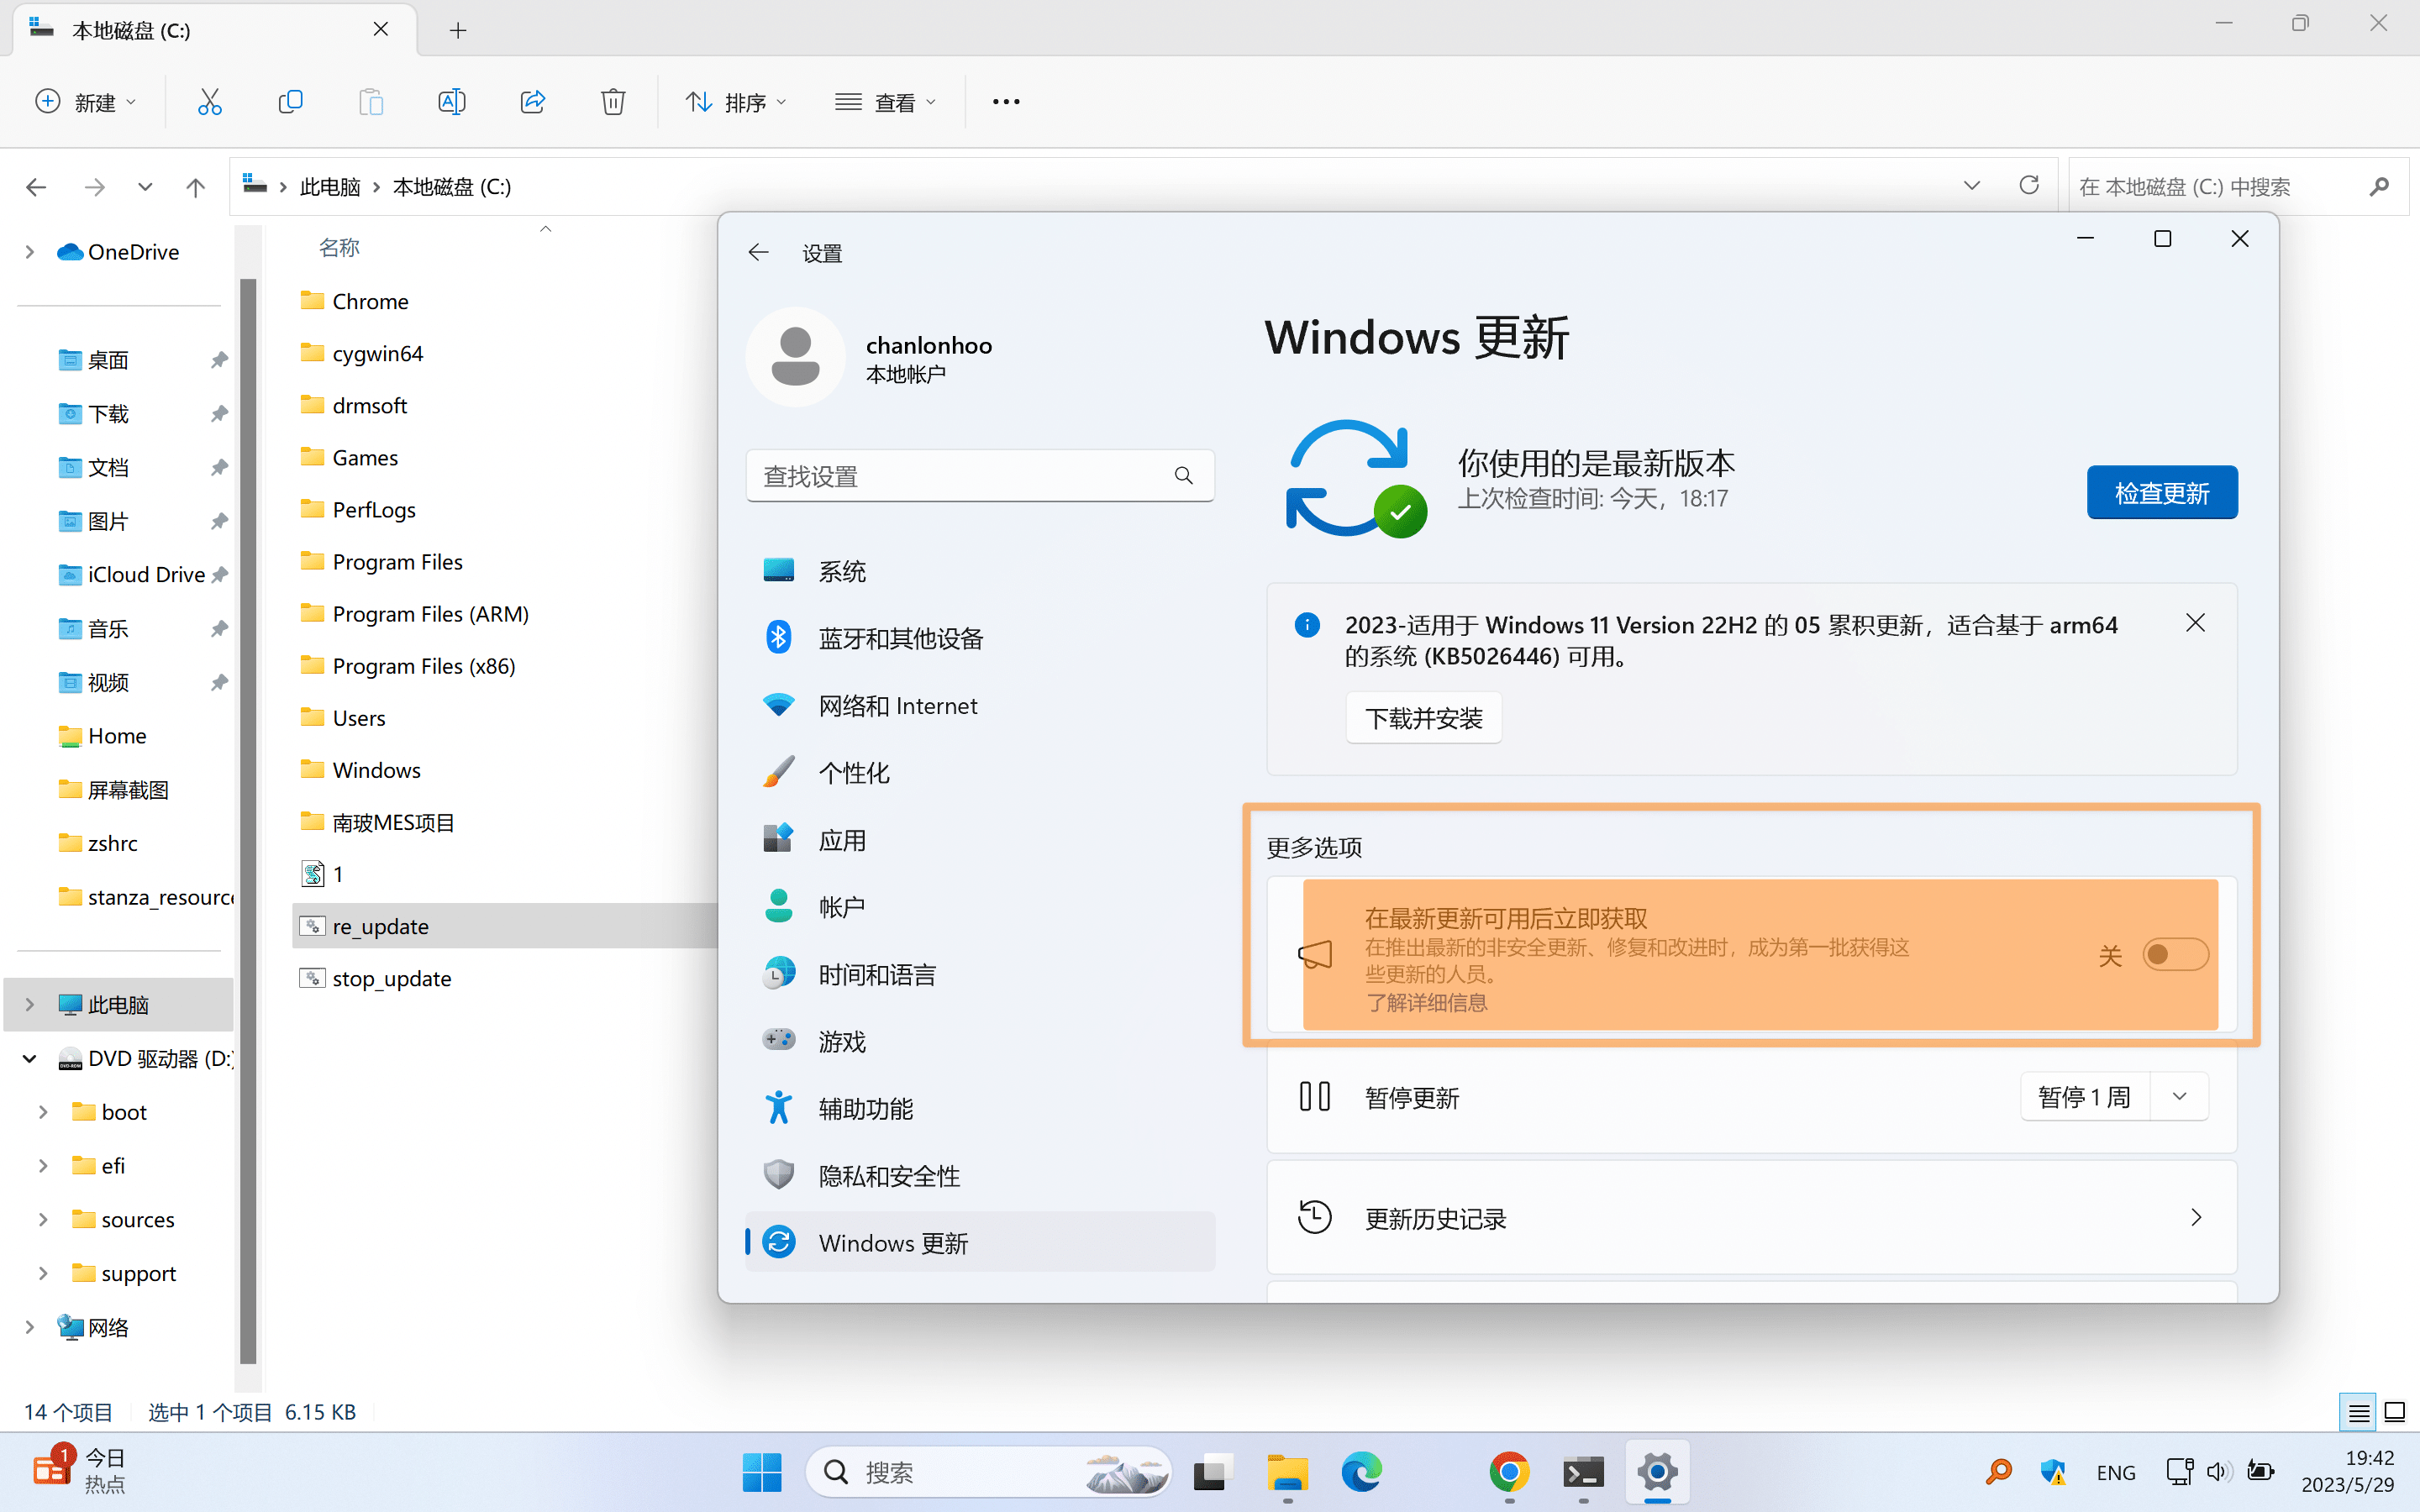 本地磁盘 (C:)
新建
排序
查看
此电脑
本地磁盘 (C:)
在 本地磁盘 (C:) 中搜索
OneDrive
桌面
下载
文档
图片
iCloud Drive
音乐
视频
Home
屏幕截图
zshrc
stanza_resource
此电脑
DVD 驱动器 (D:)
boot
efi
sources
support
网络
名称
Chrome
cygwin64
drmsoft
Games
PerfLogs
Program Files
Program Files (ARM)
Program Files (x86)
Users
Windows
南玻MES项目
1
re_update
stop_update
设置
chanlonhoo
本地帐户
查找设置
系统
蓝牙和其他设备
网络和 Internet
个性化
应用
帐户
时间和语言
游戏
辅助功能
隐私和安全性
Windows 更新
Windows 更新
你使用的是最新版本
上次检查时间: 今天，18:17
检查更新
2023-适用于 Windows 11 Version 22H2 的 05 累积更新，适合基于 arm64
的系统 (KB5026446) 可用。
下载并安装
更多选项
在最新更新可用后立即获取
在推出最新的非安全更新、修复和改进时，成为第一批获得这
些更新的人员。
了解详细信息
关
暂停更新
暂停 1 周
更新历史记录
14 个项目
选中 1 个项目 6.15 KB
1
今日
热点
搜索
ENG
19:42
2023/5/29